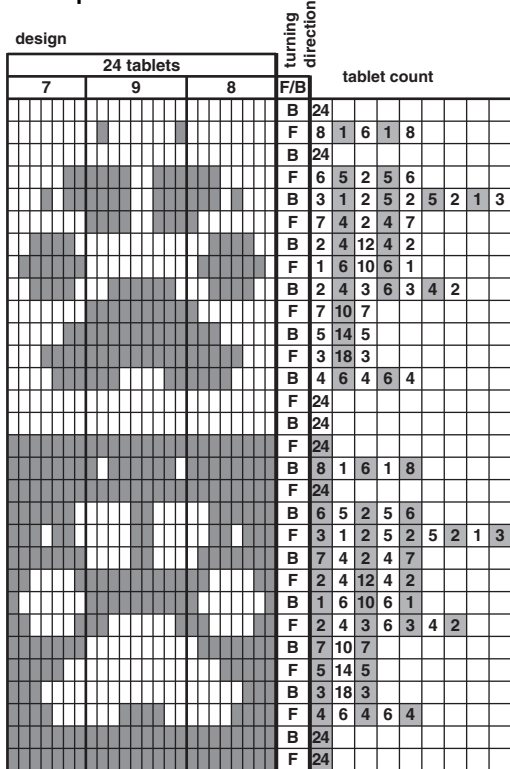 design
turning
direction
24 tablets
tablet count
7 9 8 F/B
B 24
F 8 1 6 1 8
B 24
F 6 5 2 5 6
B 3 1 2 5 2 5 2 1 3
F 7 4 2 4 7
B 2 4 12 4 2
F 1 6 10 6 1
B 2 4 3 6 3 4 2
F 7 10 7
B 5 14 5
F 3 18 3
B 4 6 4 6 4
F 24
B 24
F 24
B 8 1 6 1 8
F 24
B 6 5 2 5 6
F 3 1 2 5 2 5 2 1 3
B 7 4 2 4 7
F 2 4 12 4 2
B 1 6 10 6 1
F 2 4 3 6 3 4 2
B 7 10 7
F 5 14 5
B 3 18 3
F 4 6 4 6 4
B 24
F 24